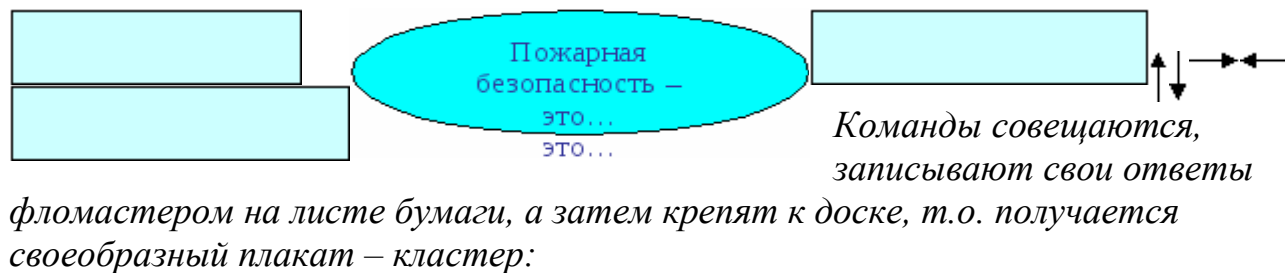 Пожарная
безопасность –
это...
это...
Команды совещаются,
записывают свои ответы
фломастером на листе бумаги, а затем крепят к доске, т.о. получается
своеобразный плакат – кластер: